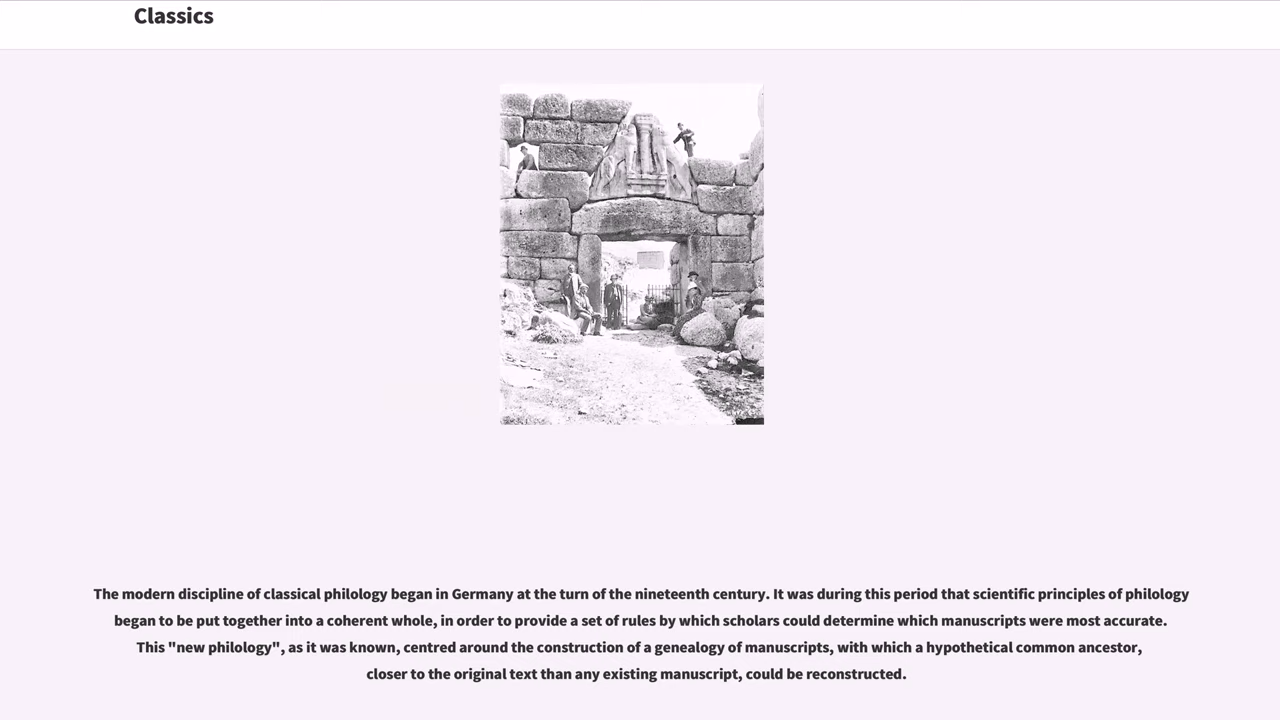 Classics
The modern discipline of classical philology began in Germany at the turn of the nineteenth century. It was during this period that scientific principles of philology
began to be put together into a coherent whole, in order to provide a set of rules by which scholars could determine which manuscripts were most accurate.
This "new philology", as it was known, centred around the construction of a genealogy of manuscripts, with which a hypothetical common ancestor,
closer to the original text than any existing manuscript, could be reconstructed.